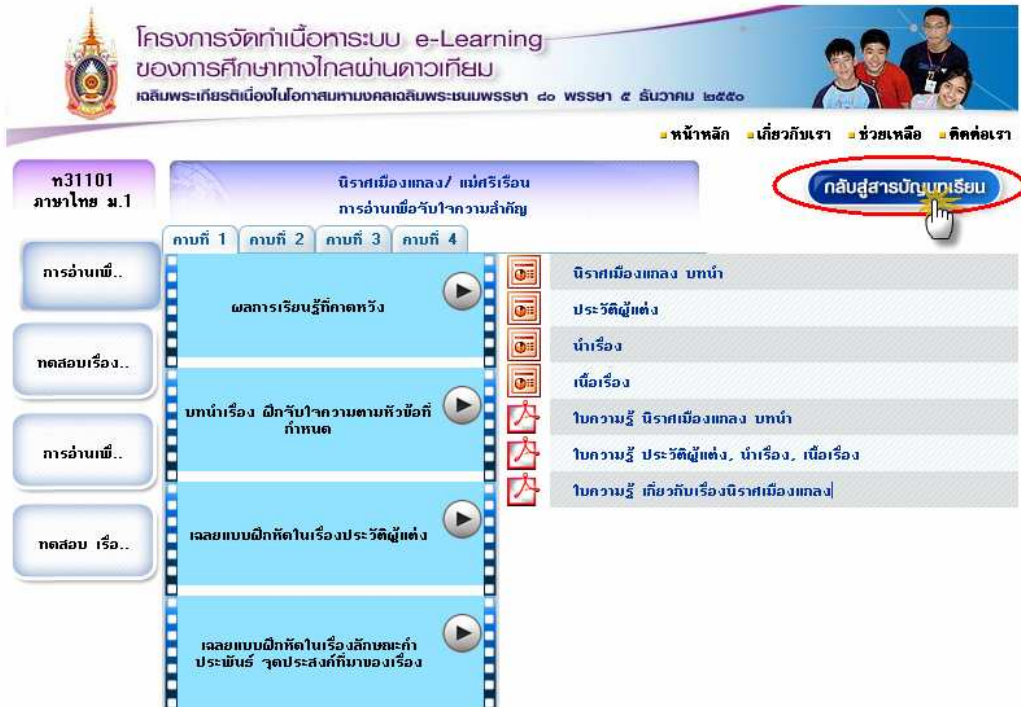 โครงการจัดทำเนื้อหาระบบ e-Learning
ของการศึกษาทางไกลผ่านดาวเทียม
เฉลิมพระเกียรติเนื่องในโอกาสมหามงคลเฉลิมพระชนมพรรษา ๘๐ พรรษา ๕ ธันวาคม ๒๕๕๐
หน้าหลัก เกี่ยวกับเรา ช่วยเหลือ ติดต่อเรา
ท31101
ภาษาไทย ม.1
นิราศเมืองแกลง/ แม่ศรีเรือน
การอ่านเพื่อจับใจความสำคัญ
กลับสู่สารบัญบทเรียน
คาบที่ 1 คาบที่ 2 คาบที่ 3 คาบที่ 4
การอ่านเพื่..
ทดสอบเรื่อง..
การอ่านเพื่..
ทดสอบ เรื่อ..
ผลการเรียนรู้ที่คาดหวัง
บทนำเรื่อง ฝึกจับใจความตามหัวข้อที่
กำหนด
เฉลยแบบฝึกหัดในเรื่องประวัติผู้แต่ง
เฉลยแบบฝึกหัดในเรื่องลักษณะคำ
ประพันธ์ จุดประสงค์ที่มาของเรื่อง
นิราศเมืองแกลง บทนำ
ประวัติผู้แต่ง
นำเรื่อง
เนื้อเรื่อง
ใบความรู้ นิราศเมืองแกลง บทนำ
ใบความรู้ ประวัติผู้แต่ง, นำเรื่อง, เนื้อเรื่อง
ใบความรู้ เกี่ยวกับเรื่องนิราศเมืองแกลง